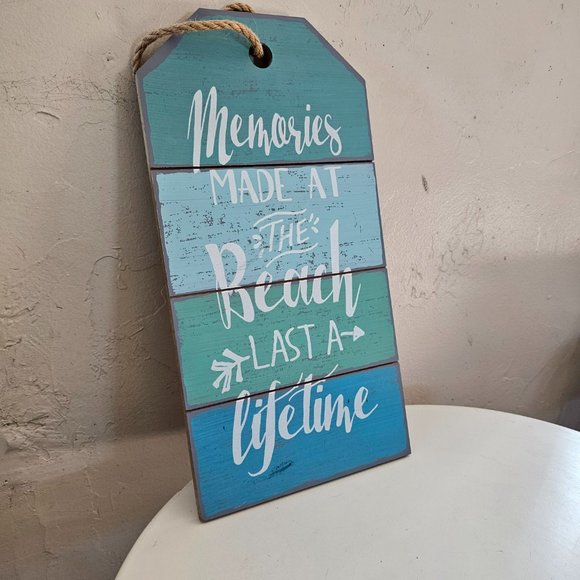 Memories
MADE AT
THE
Beach
LAST A
lifetime